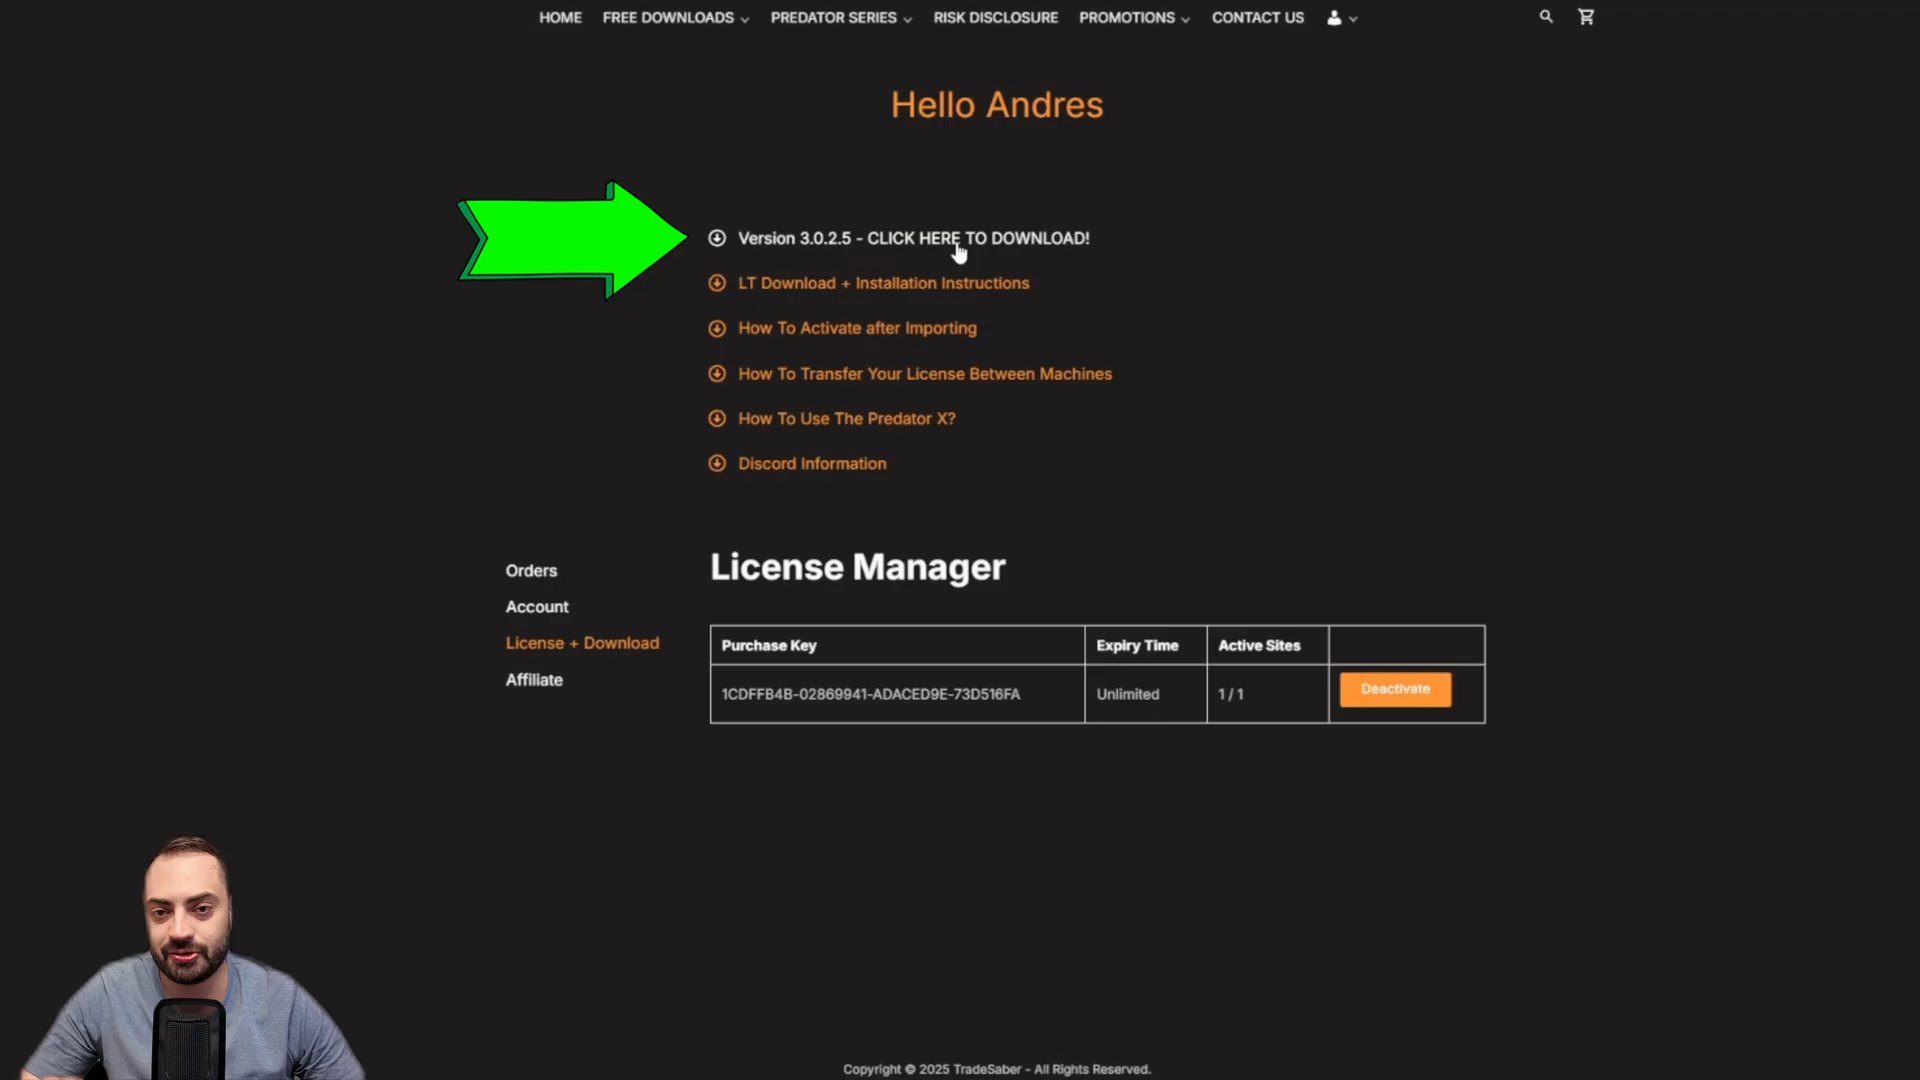 HOME FREE DOWNLOADS PREDATOR SERIES RISK DISCLOSURE PROMOTIONS CONTACT US
Hello Andres
Version 3.0.2.5 - CLICK HERE TO DOWNLOAD!
LT Download + Installation Instructions
How To Activate after Importing
How To Transfer Your License Between Machines
How To Use The Predator X?
Discord Information
Orders
Account
License + Download
Affiliate
License Manager
Purchase Key Expiry Time Active Sites
1CDFFB4B-02869941-ADACED9E-73D516FA Unlimited 1 / 1 Deactivate
Copyright © 2025 TradeSaber - All Rights Reserved.